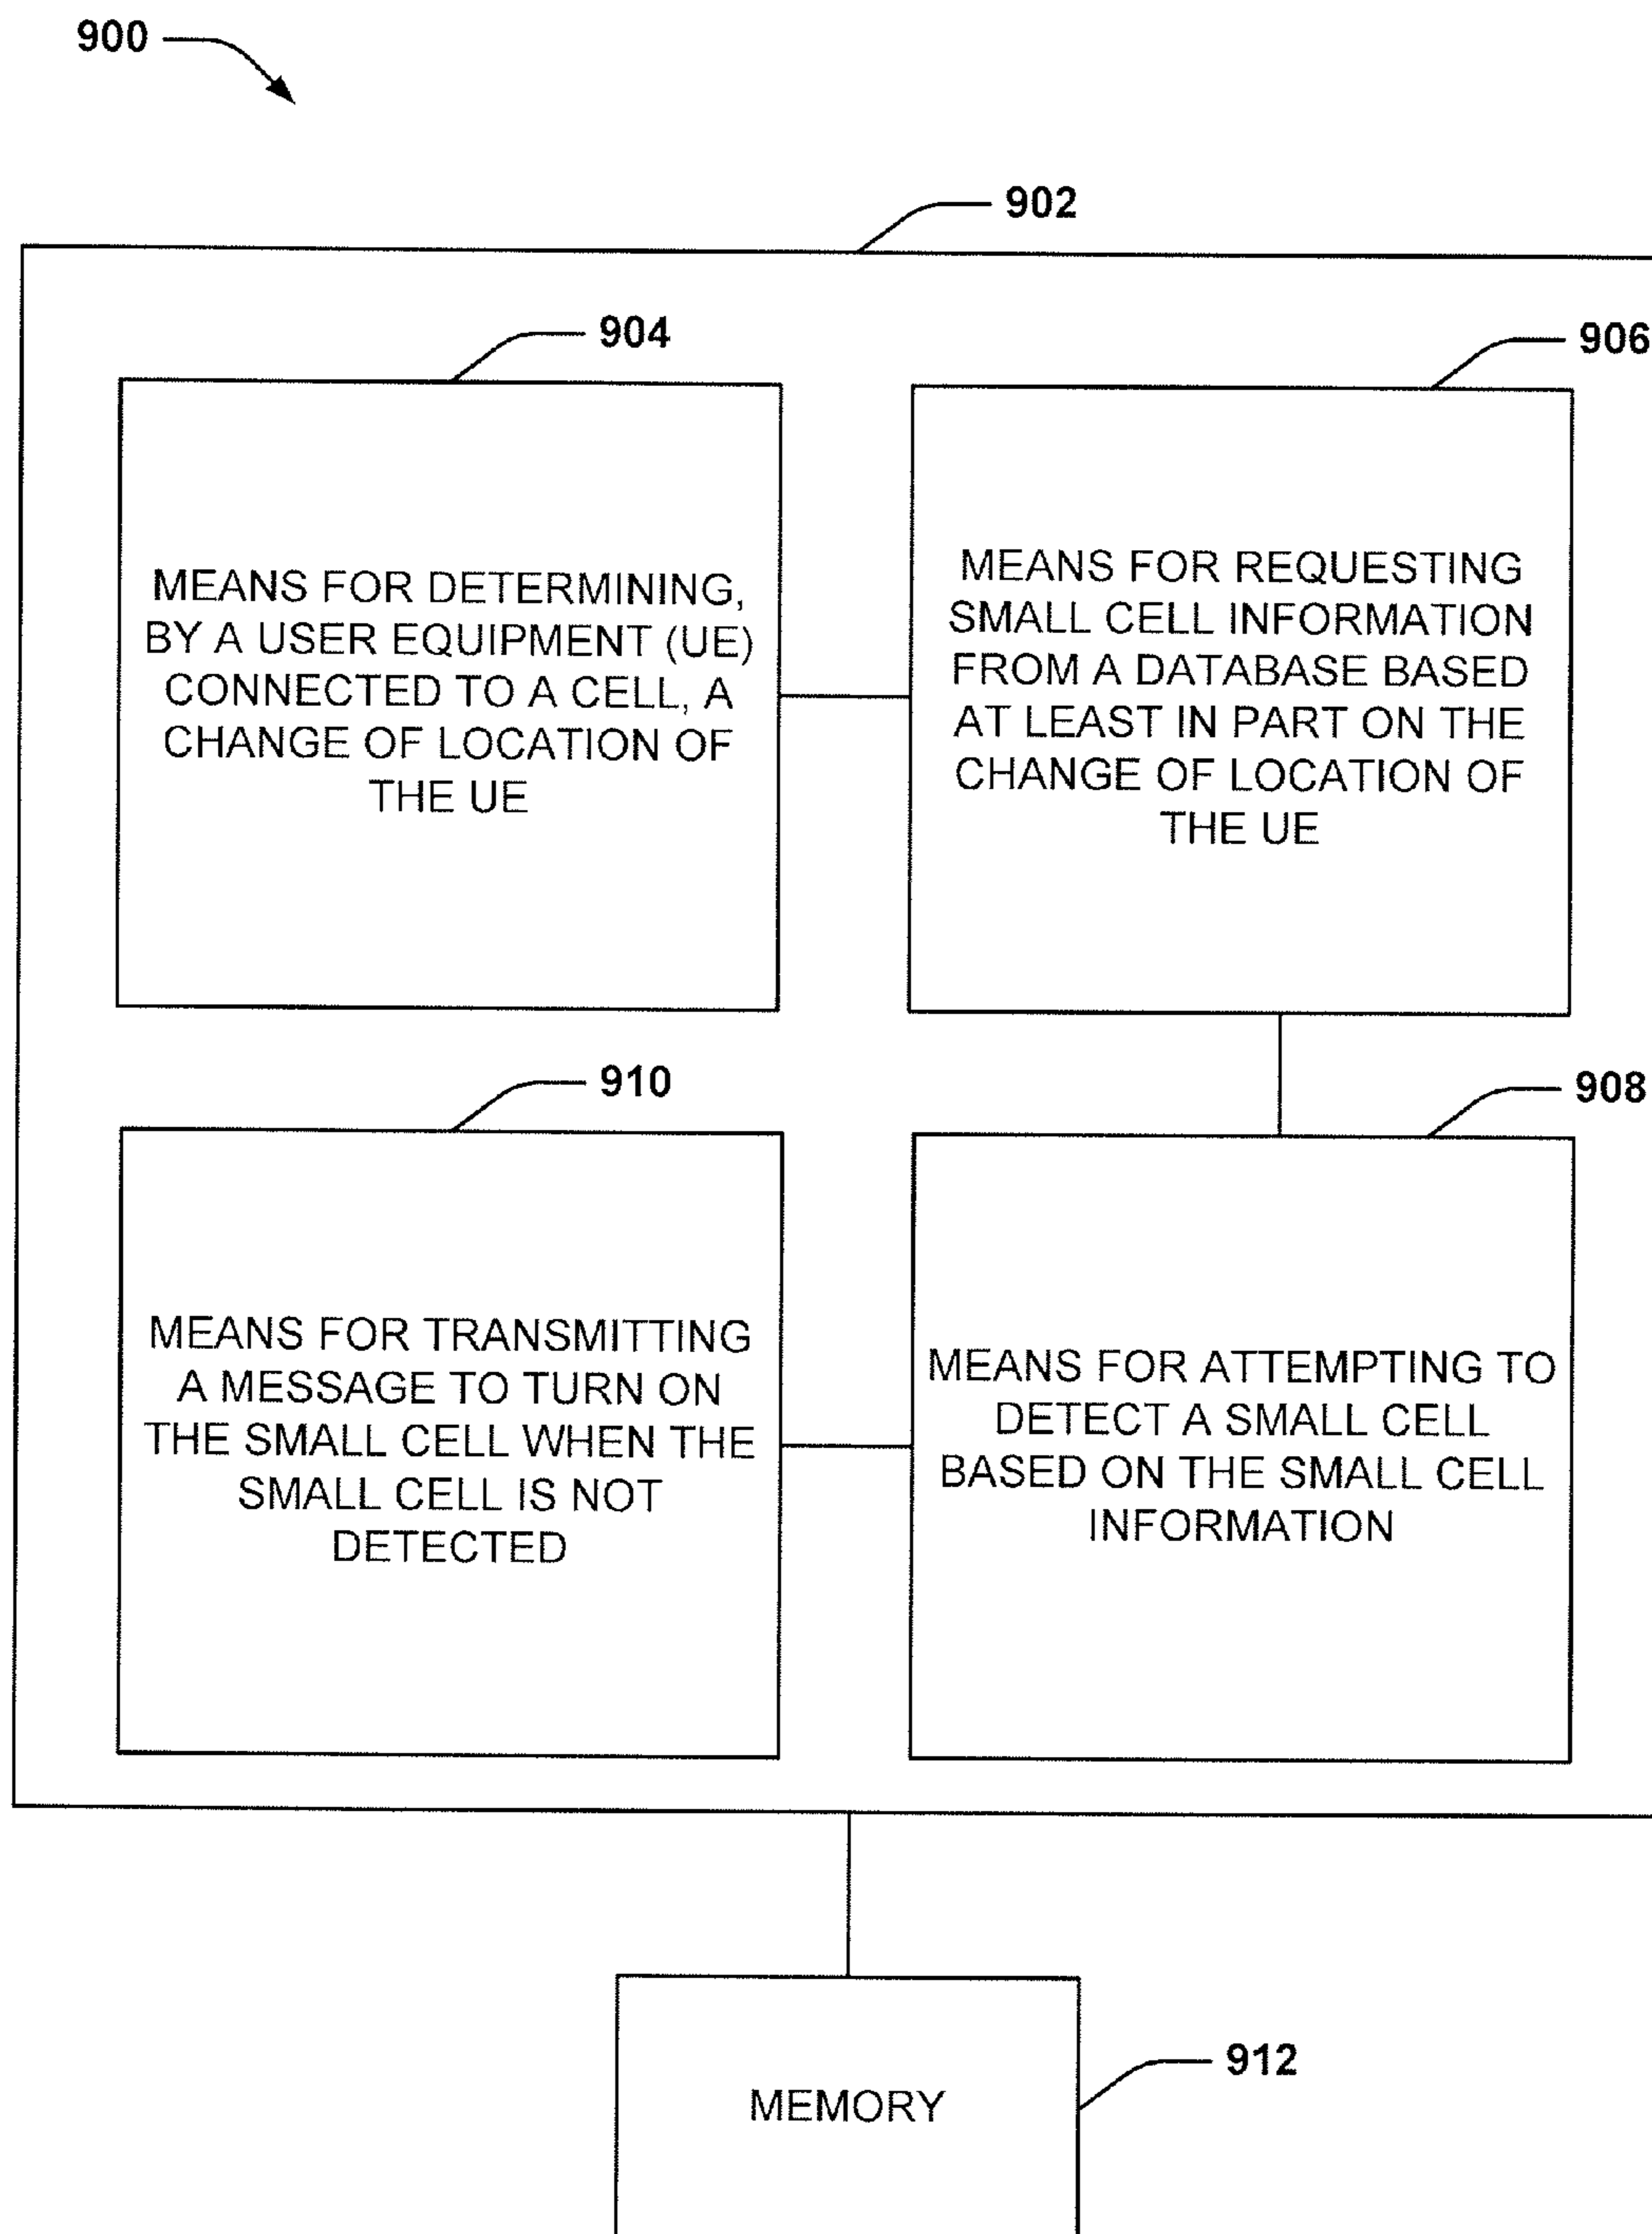 900
902
904
906
MEANS FOR DETERMINING,
BY A USER EQUIPMENT (UE)
CONNECTED TO A CELL, A
CHANGE OF LOCATION OF
THE UE
MEANS FOR REQUESTING
SMALL CELL INFORMATION
FROM A DATABASE BASED
AT LEAST IN PART ON THE
CHANGE OF LOCATION OF
THE UE
910
908
MEANS FOR TRANSMITTING
A MESSAGE TO TURN ON
THE SMALL CELL WHEN THE
SMALL CELL IS NOT
DETECTED
MEANS FOR ATTEMPTING TO
DETECT A SMALL CELL
BASED ON THE SMALL CELL
INFORMATION
912
MEMORY